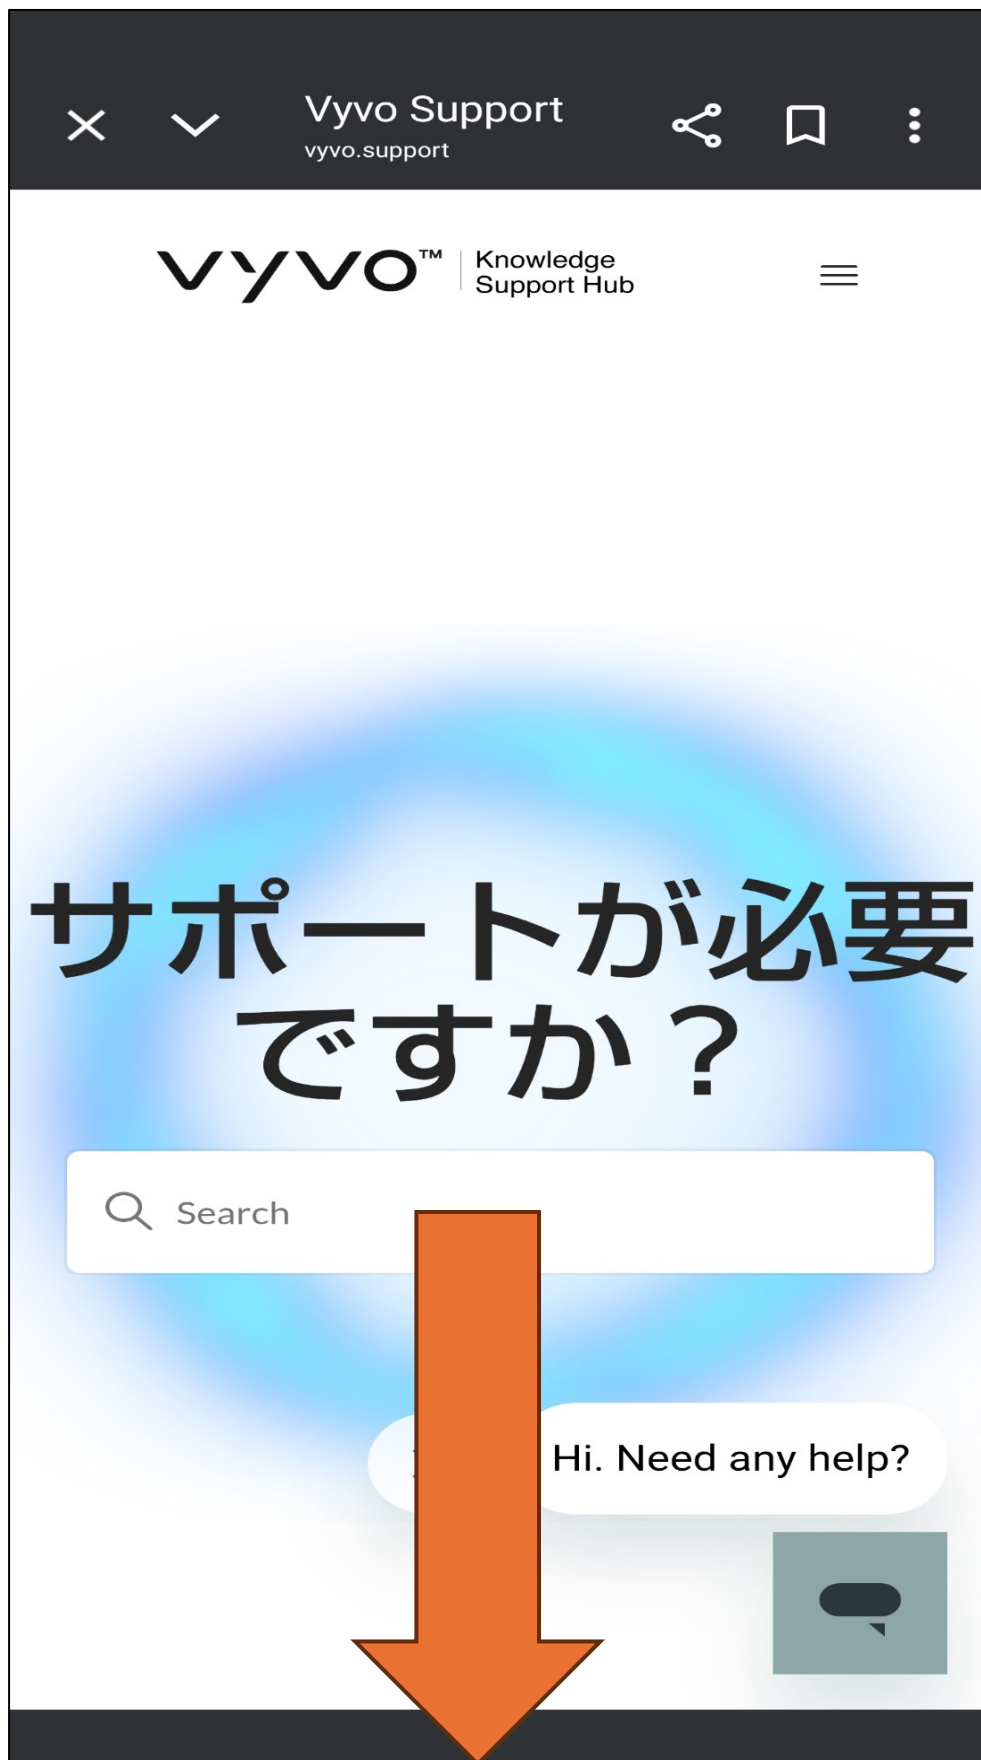 Vyvo Support
vyvo.support
VYVO™
Knowledge
Support Hub
サポートが必要
ですか？
Search
Hi. Need any help?